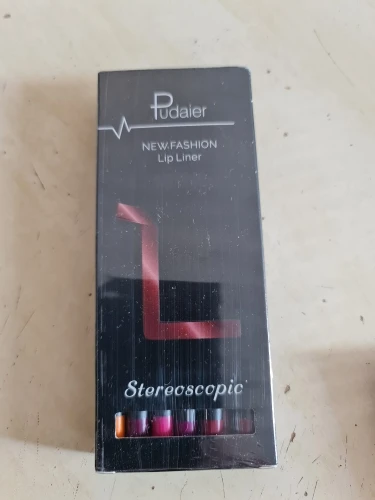 Pudaier
NEW.FASHION
Lip Liner
L
Stereoscopic